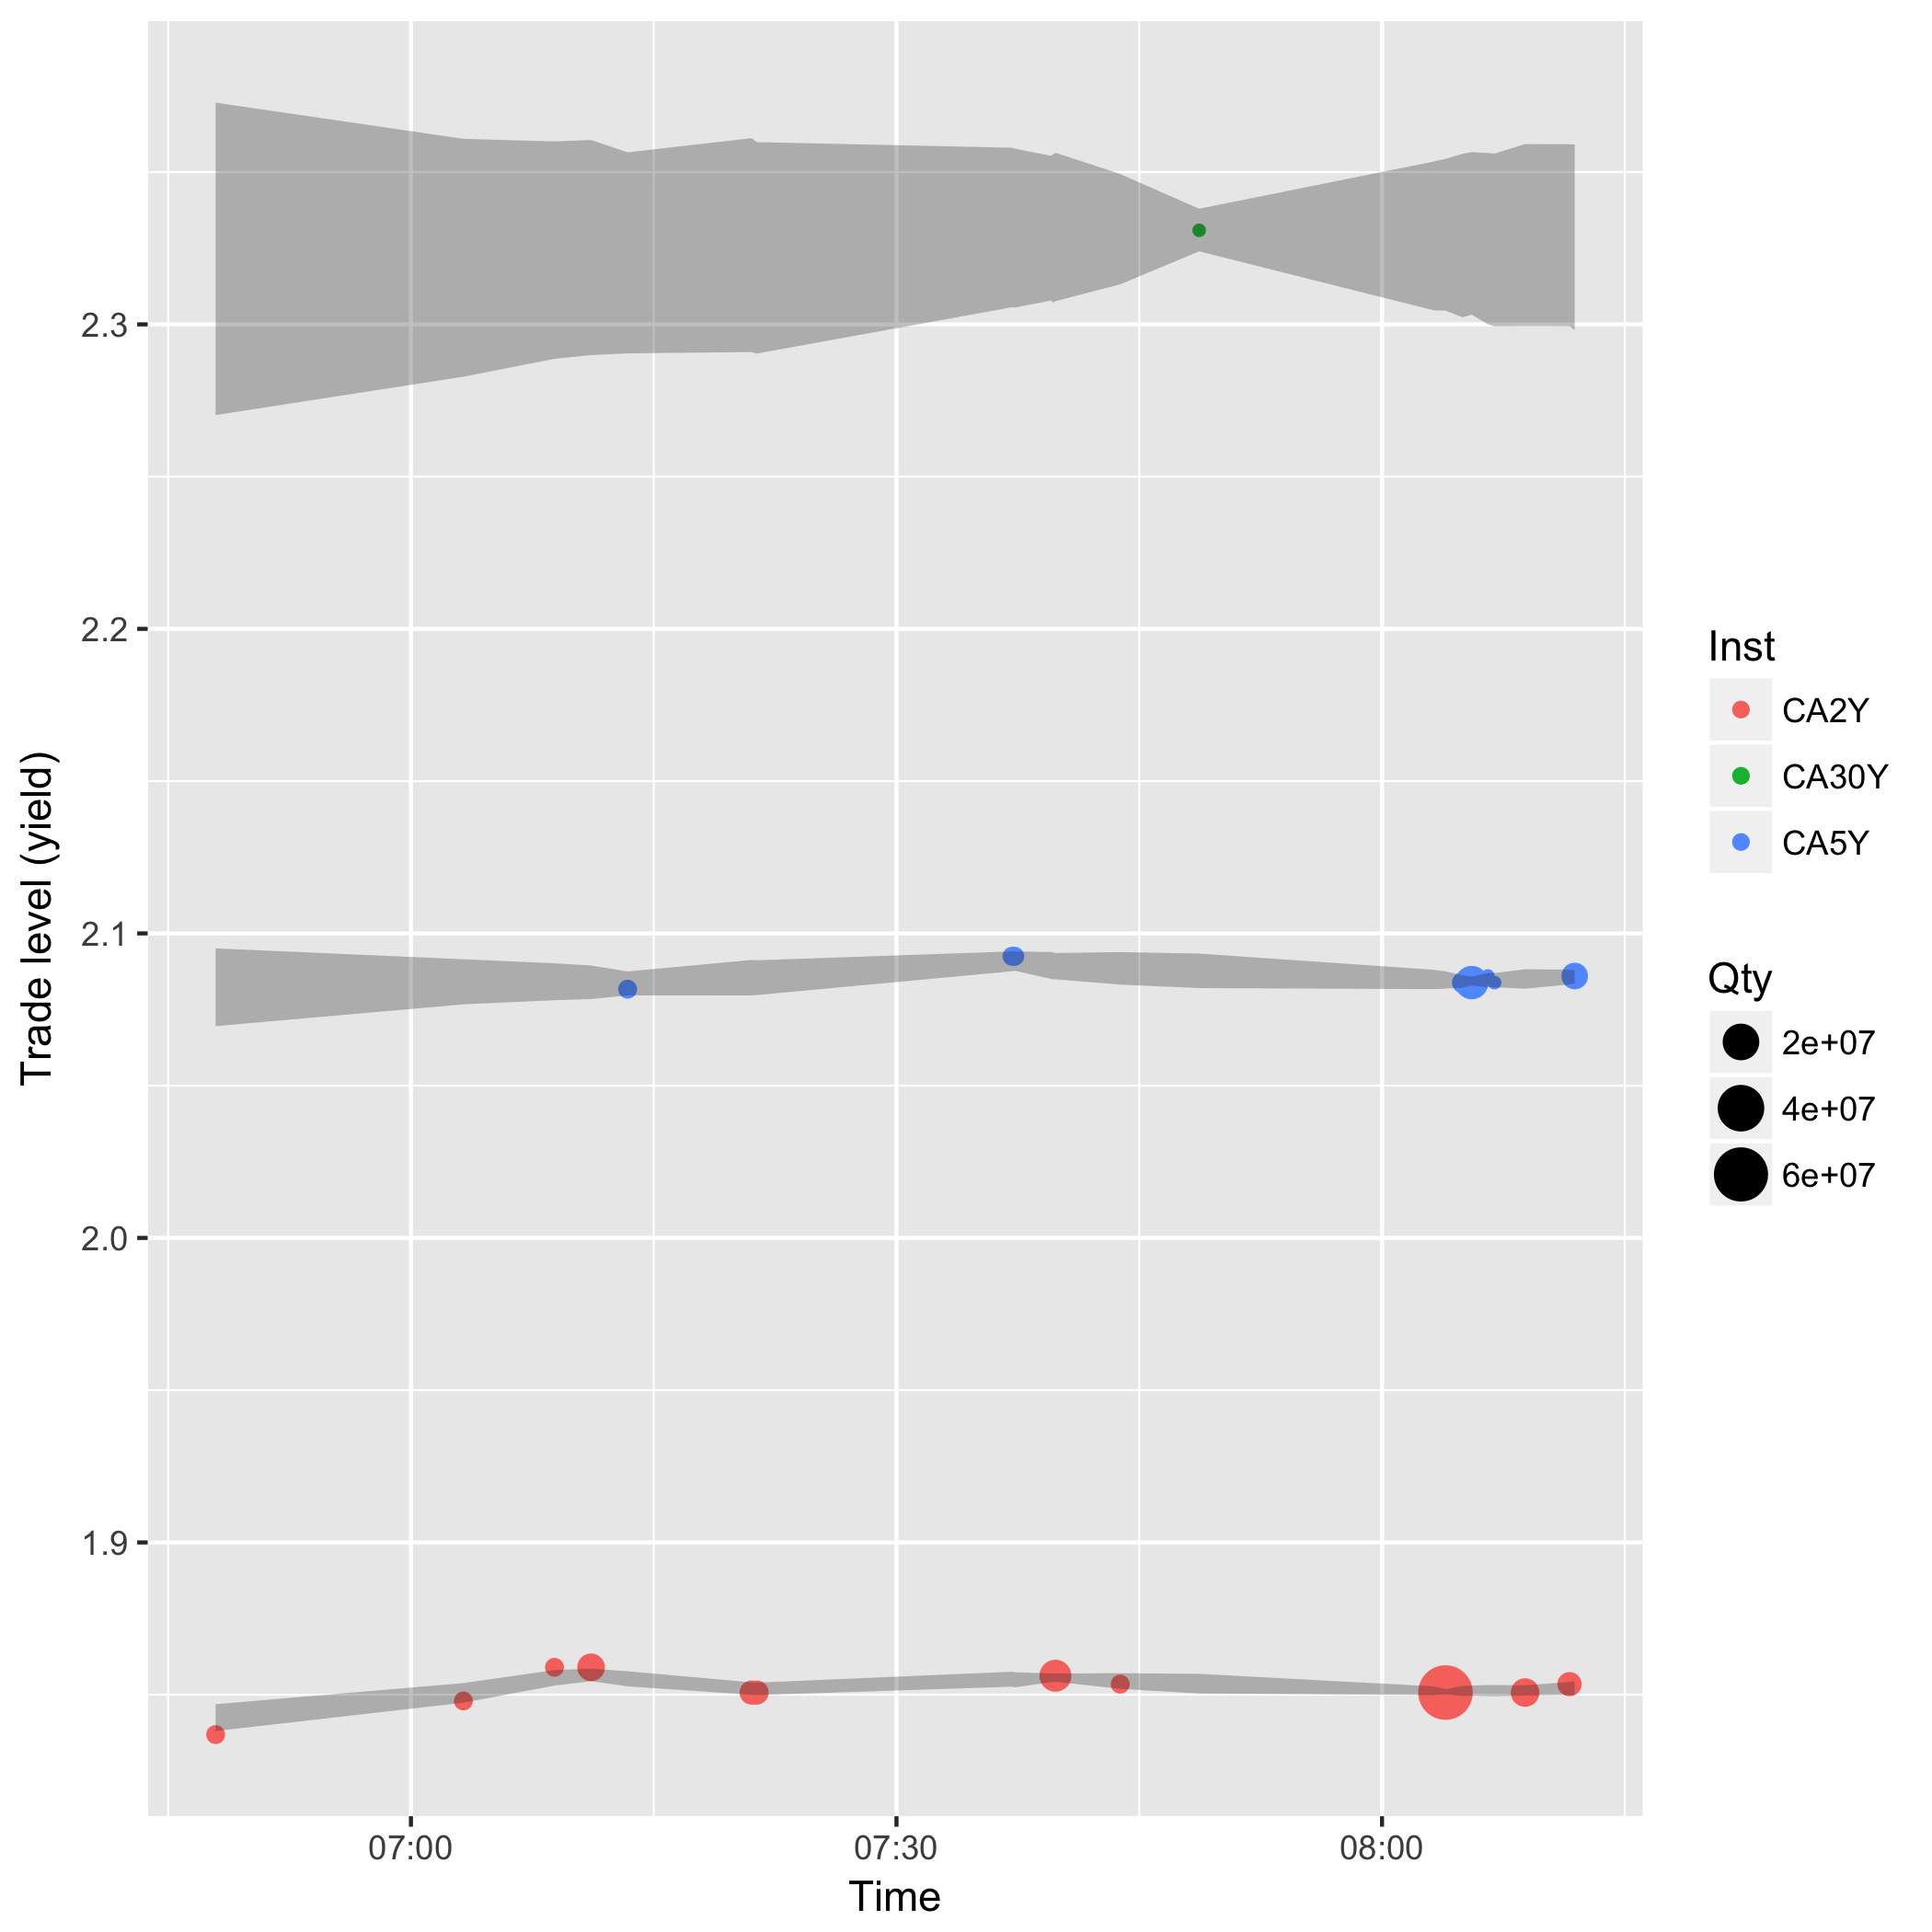 2.3
2.2
2.1
2.0
1.9
Trade level (yield)
07:00
07:30
08:00
Time
Inst
CA2Y
CA30Y
CA5Y
Qty
2e+07
4e+07
6e+07